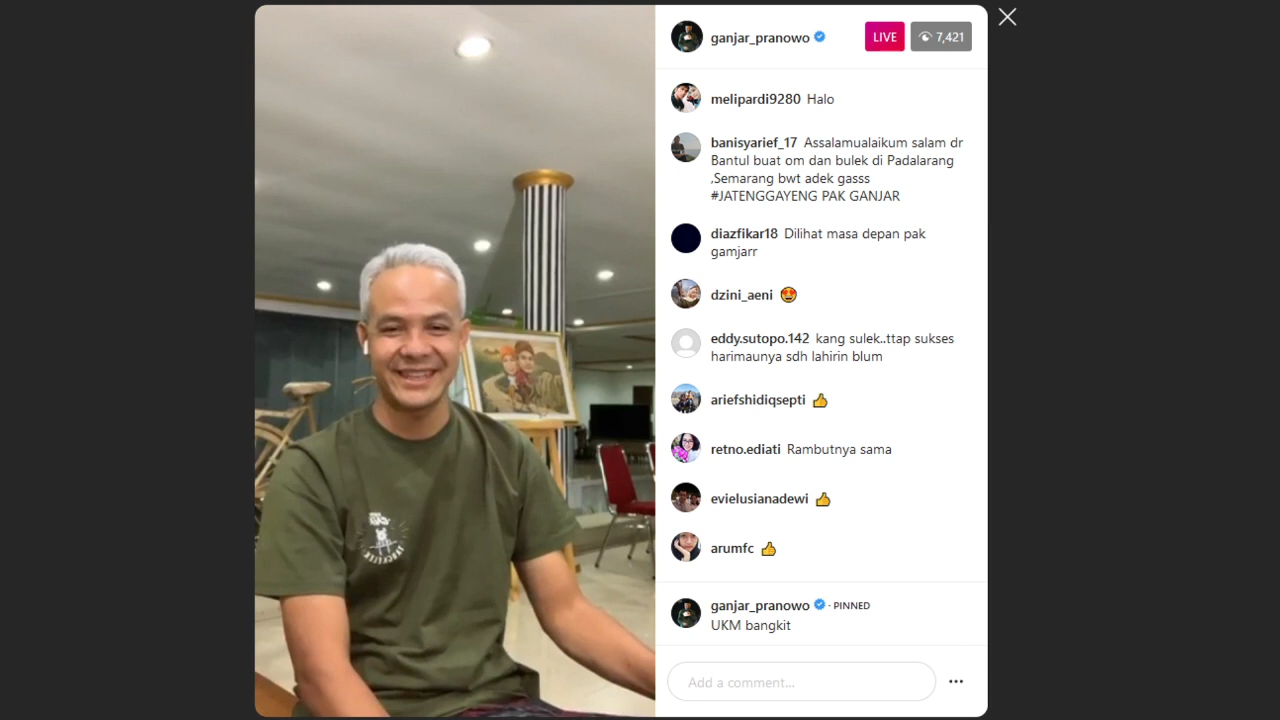 ganjar_pranowo
LIVE
7,421
melipardi9280 Halo
banisyarief_17 Assalamualaikum salam dr
Bantul buat om dan bulek di Padalarang
,Semarang bwt adek gasss
#JATENGGAYENG PAK GANJAR
diazfikar18 Dilihat masa depan pak
gamjarr
dzini_aeni 😍
eddy.sutopo.142 kang sulek..ttap sukses
harimaunya sdh lahirin blum
ariefshidiqsepti 👍
retno.ediati Rambutnya sama
evielusianadewi 👍
arumfc 👍
ganjar_pranowo · PINNED
UKM bangkit
Add a comment...